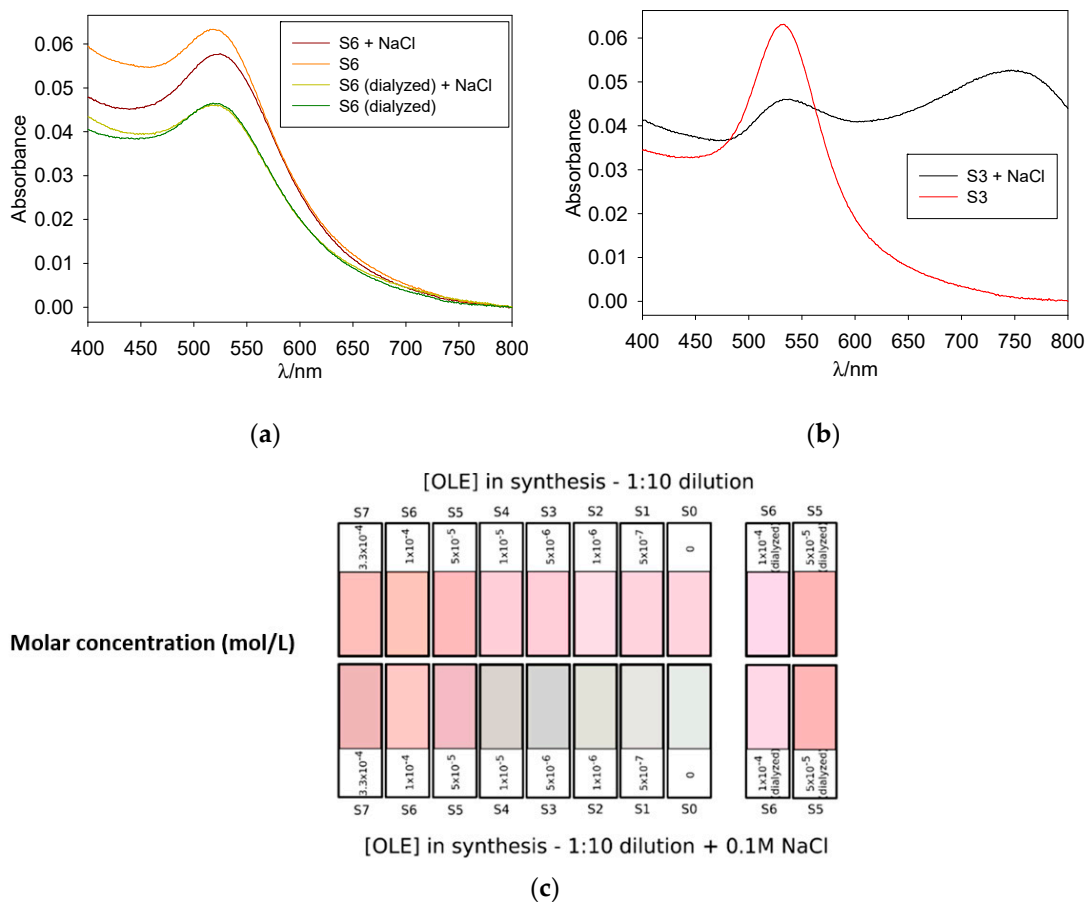 0.06
0.05
0.04
0.03
0.02
0.01
0.00
Absorbance
400 450 500 550 600 650 700 750 800
λ/nm
S6 + NaCl
S6
S6 (dialyzed) + NaCl
S6 (dialyzed)
(a)
0.06
0.05
0.04
0.03
0.02
0.01
0.00
Absorbance
400 450 500 550 600 650 700 750 800
λ/nm
S3 + NaCl
S3
(b)
[OLE] in synthesis - 1:10 dilution
S7 S6 S5 S4 S3 S2 S1 S0 S6 S5
3.3x10⁻⁴
1x10⁻⁴
5x10⁻⁵
1x10⁻⁵
5x10⁻⁶
1x10⁻⁶
5x10⁻⁷
0
1x10⁻⁴
(dialyzed)
5x10⁻⁵
(dialyzed)
Molar concentration (mol/L)
3.3x10⁻⁴
1x10⁻⁴
5x10⁻⁵
1x10⁻⁵
5x10⁻⁶
1x10⁻⁶
5x10⁻⁷
0
1x10⁻⁴
(dialyzed)
5x10⁻⁵
(dialyzed)
S7 S6 S5 S4 S3 S2 S1 S0 S6 S5
[OLE] in synthesis - 1:10 dilution + 0.1M NaCl
(c)